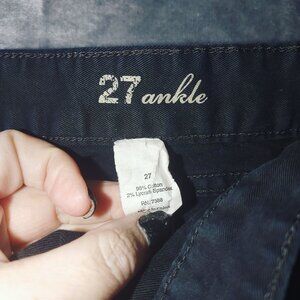 27 ankle
27
98% Cotton
2% Lycra® Spandex